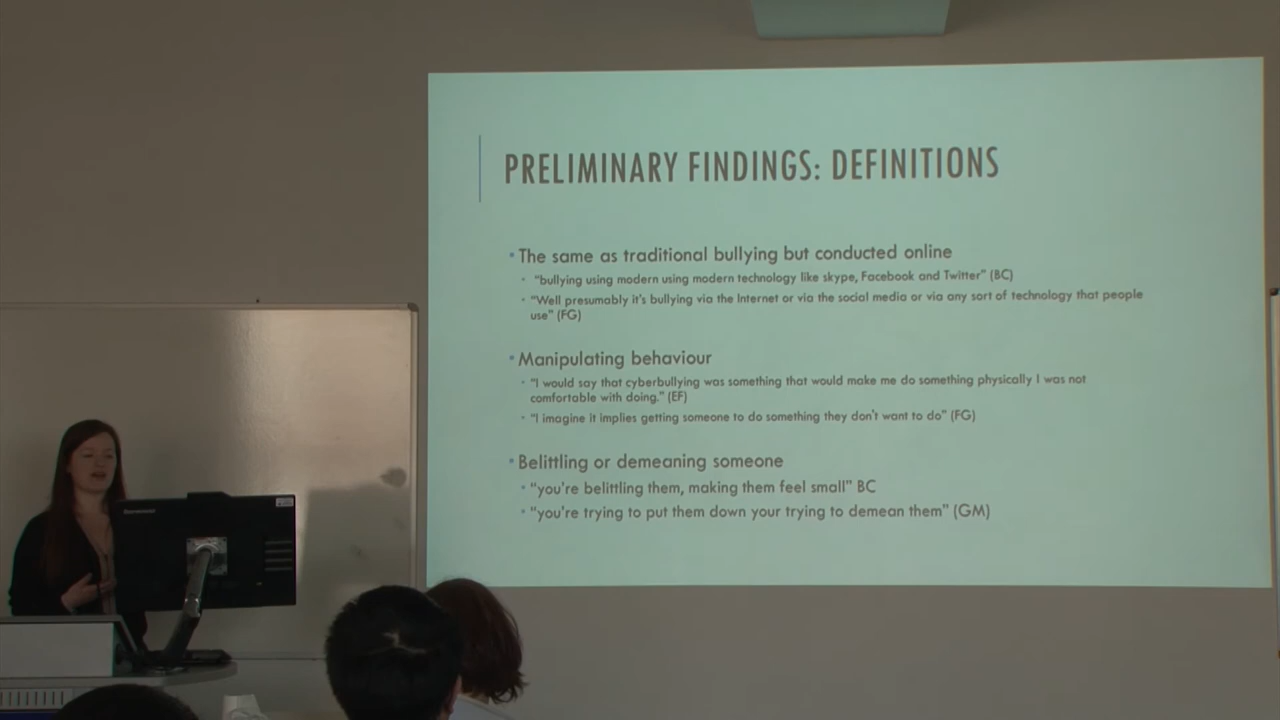 PRELIMINARY FINDINGS: DEFINITIONS
The same as traditional bullying but conducted online
"bullying using modern using modern technology like skype, Facebook and Twitter" (BC)
"Well presumably it's bullying via the Internet or via the social media or via any sort of technology that people
use" (FG)
Manipulating behaviour
"I would say that cyberbullying was something that would make me do something physically I was not
comfortable with doing." (EF)
"I imagine it implies getting someone to do something they don't want to do" (FG)
Belittling or demeaning someone
"you're belittling them, making them feel small" BC
"you're trying to put them down your trying to demean them" (GM)